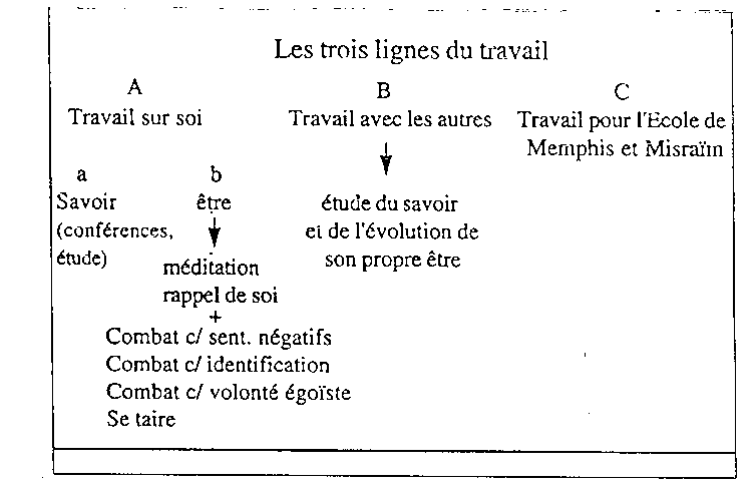 Les trois lignes du travail
A
Travail sur soi
B
Travail avec les autres
C
Travail pour l'Ecole de
Memphis et Misraïm
a
Savoir
(conférences,
étude)
b
être
méditation
rappel de soi
+
Combat c/ sent. négatifs
Combat c/ identification
Combat c/ volonté égoïste
Se taire
étude du savoir
et de l'évolution de
son propre être